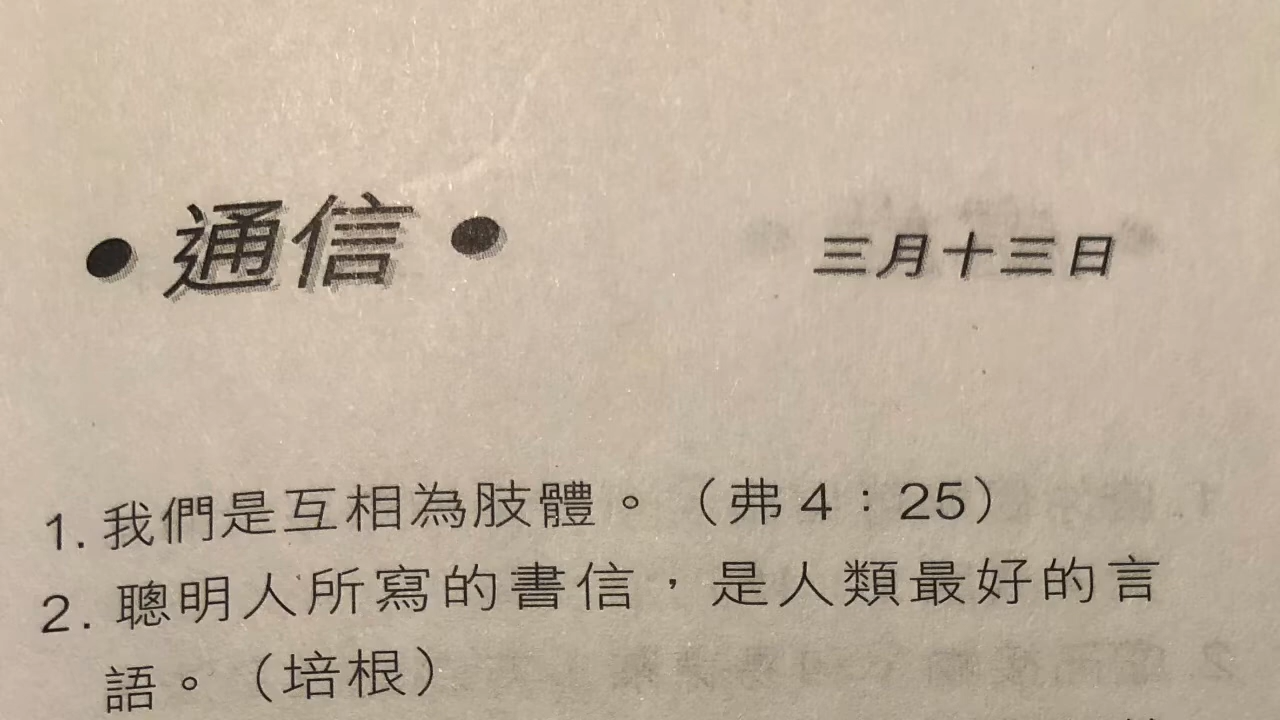 •通信•
三月十三日
1. 我們是互相為肢體。（弗4：25）
2. 聰明人所寫的書信，是人類最好的言
語。（培根）